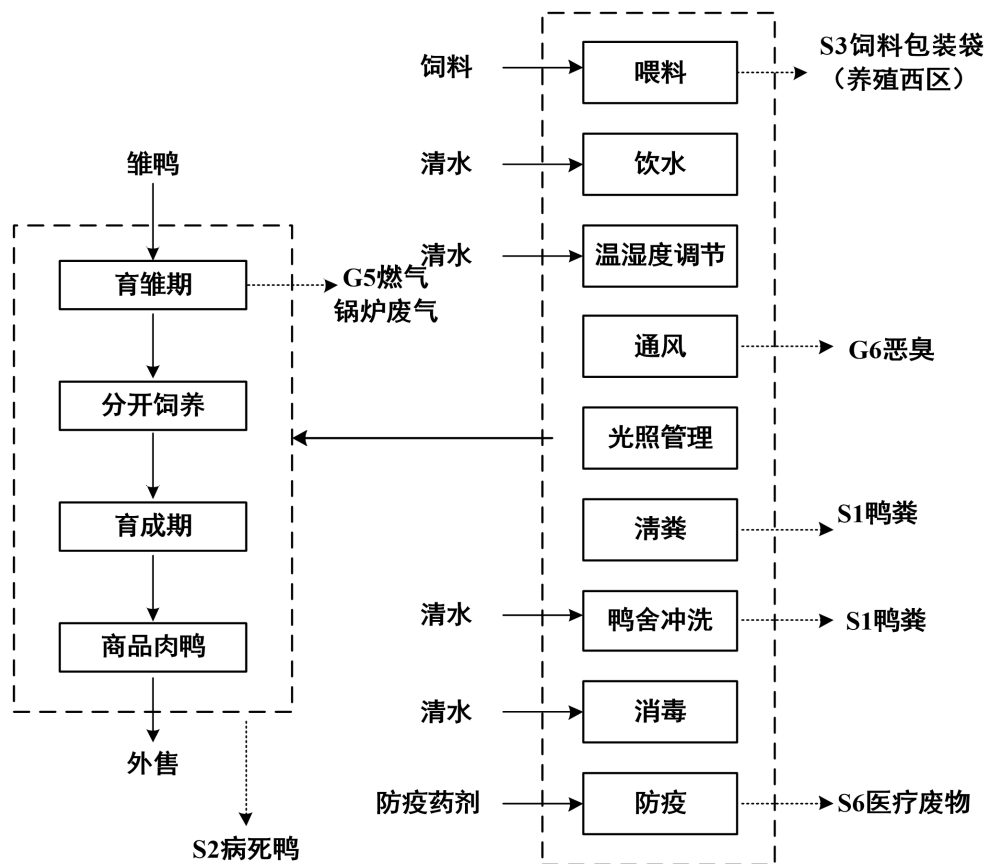 雏鸭
育雏期
G5燃气
锅炉废气
分开饲养
育成期
商品肉鸭
外售
S2病死鸭
饲料
喂料
S3饲料包装袋
（养殖西区）
清水
饮水
清水
温湿度调节
通风
G6恶臭
光照管理
清粪
S1鸭粪
清水
鸭舍冲洗
S1鸭粪
清水
消毒
防疫药剂
防疫
S6医疗废物